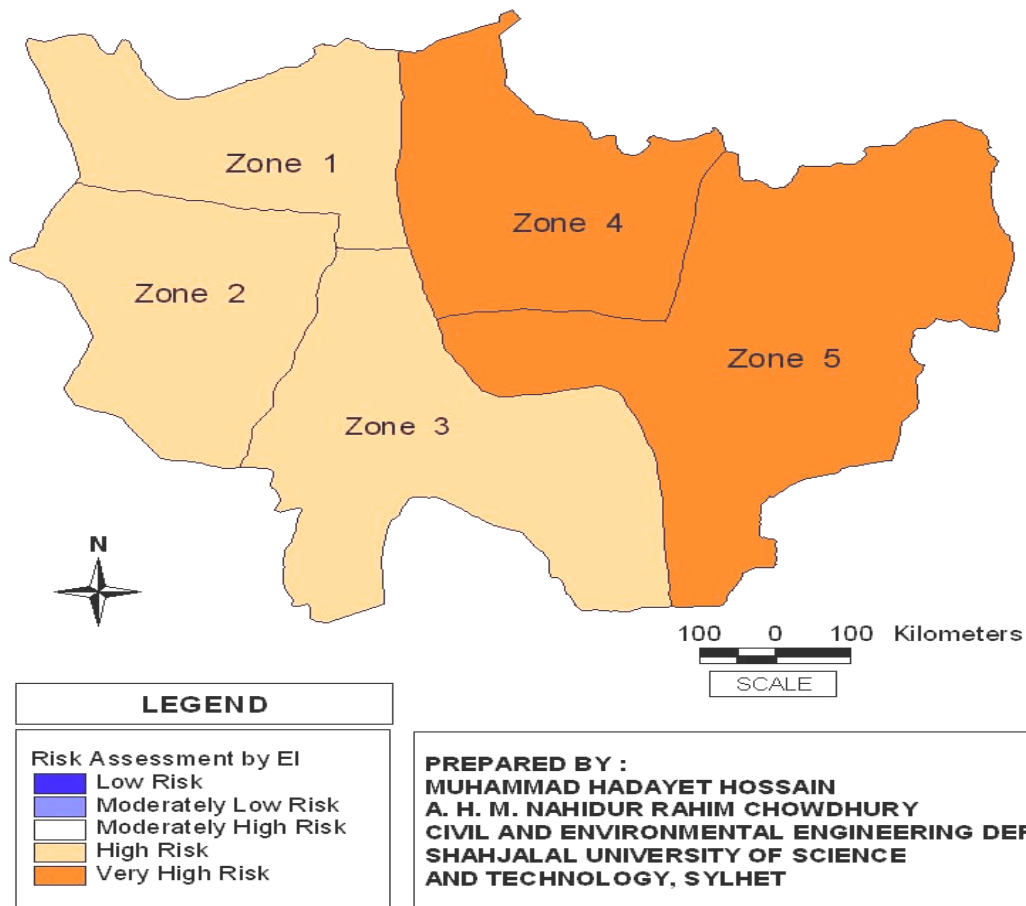 Zone 1
Zone 4
Zone 2
Zone 5
Zone 3
N
100 0 100 Kilometers
SCALE
LEGEND
Risk Assessment by EI
Low Risk
Moderately Low Risk
Moderately High Risk
High Risk
Very High Risk
PREPARED BY :
MUHAMMAD HADAYET HOSSAIN
A. H. M. NAHIDUR RAHIM CHOWDHURY
CIVIL AND ENVIRONMENTAL ENGINEERING DEP
SHAHJALAL UNIVERSITY OF SCIENCE
AND TECHNOLOGY, SYLHET